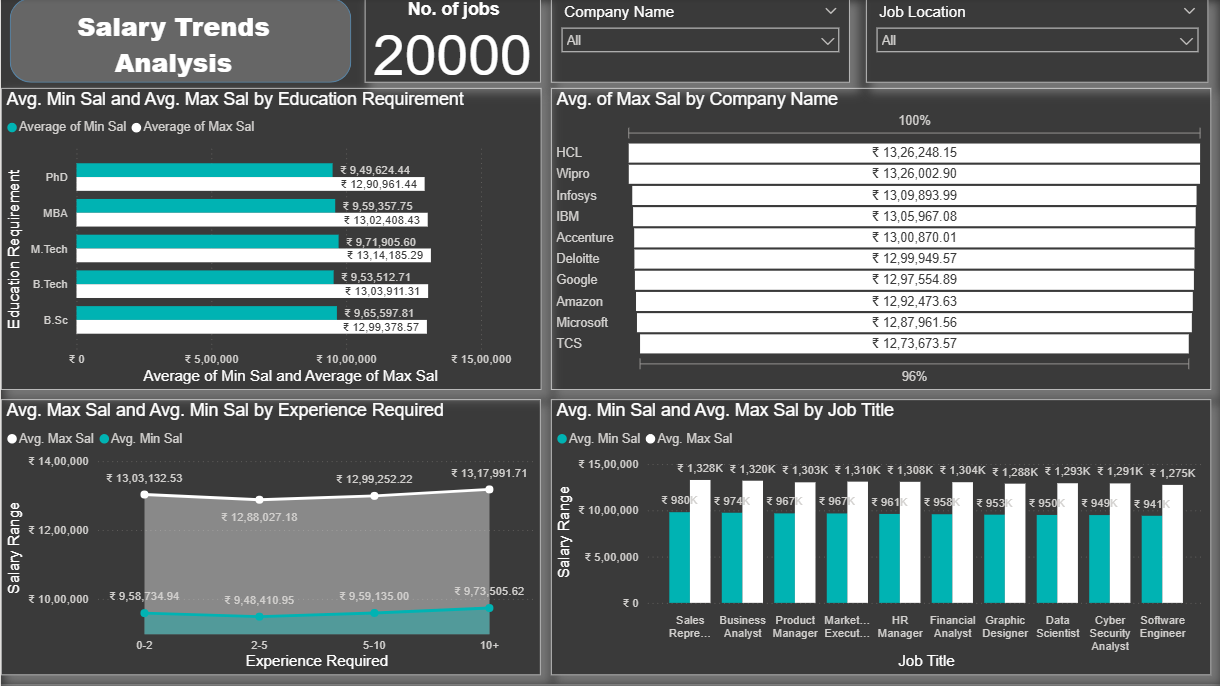 Salary Trends
Analysis
No. of jobs
20000
Company Name
All
Job Location
All
Avg. Min Sal and Avg. Max Sal by Education Requirement
Average of Min Sal Average of Max Sal
Education Requirement
PhD
₹ 9,49,624.44
₹ 12,90,961.44
MBA
₹ 9,59,357.75
₹ 13,02,408.43
M.Tech
₹ 9,71,905.60
₹ 13,14,185.29
B.Tech
₹ 9,53,512.71
₹ 13,03,911.31
B.Sc
₹ 9,65,597.81
₹ 12,99,378.57
₹ 0 ₹ 5,00,000 ₹ 10,00,000 ₹ 15,00,000
Average of Min Sal and Average of Max Sal
Avg. of Max Sal by Company Name
100%
HCL ₹ 13,26,248.15
Wipro ₹ 13,26,002.90
Infosys ₹ 13,09,893.99
IBM ₹ 13,05,967.08
Accenture ₹ 13,00,870.01
Deloitte ₹ 12,99,949.57
Google ₹ 12,97,554.89
Amazon ₹ 12,92,473.63
Microsoft ₹ 12,87,961.56
TCS ₹ 12,73,673.57
96%
Avg. Max Sal and Avg. Min Sal by Experience Required
Avg. Max Sal Avg. Min Sal
Salary Range
₹ 14,00,000
₹ 12,00,000
₹ 10,00,000
₹ 13,03,132.53
₹ 12,88,027.18
₹ 12,99,252.22
₹ 13,17,991.71
₹ 9,58,734.94
₹ 9,48,410.95
₹ 9,59,135.00
₹ 9,73,505.62
0-2 2-5 5-10 10+
Experience Required
Avg. Min Sal and Avg. Max Sal by Job Title
Avg. Min Sal Avg. Max Sal
Salary Range
₹ 15,00,000
₹ 10,00,000
₹ 5,00,000
₹ 0
₹ 1,328K ₹ 1,320K ₹ 1,303K ₹ 1,310K ₹ 1,308K ₹ 1,304K ₹ 1,288K ₹ 1,293K ₹ 1,291K ₹ 1,275K
₹ 980K ₹ 974K ₹ 967K ₹ 967K ₹ 961K ₹ 958K ₹ 953K ₹ 950K ₹ 949K ₹ 941K
Sales
Repre...
Business
Analyst
Product
Manager
Market...
Execut...
HR
Manager
Financial
Analyst
Graphic
Designer
Data
Scientist
Cyber
Security
Analyst
Software
Engineer
Job Title